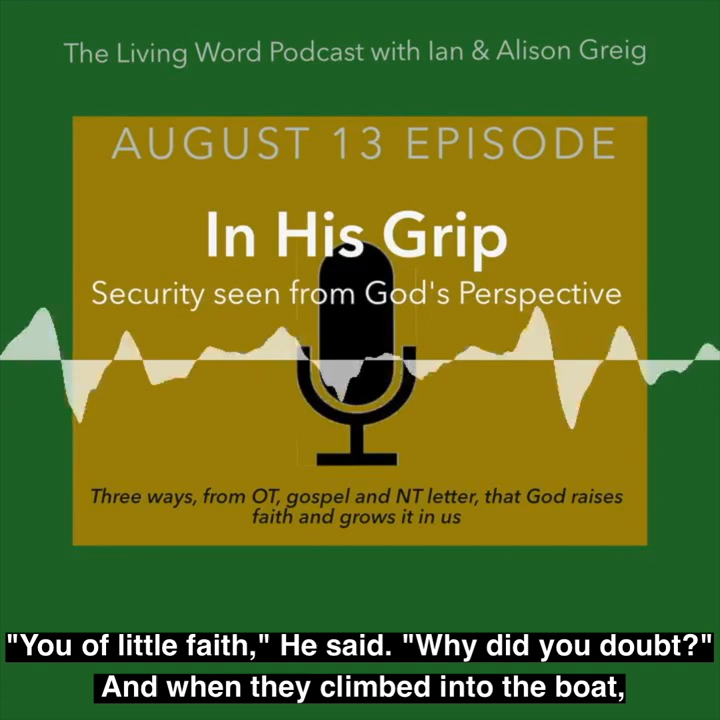 The Living Word Podcast with Ian & Alison Greig
AUGUST 13 EPISODE
In His Grip
Security seen from God's Perspective
Three ways, from OT, gospel and NT letter, that God raises
faith and grows it in us
"You of little faith," He said. "Why did you doubt?"
And when they climbed into the boat,